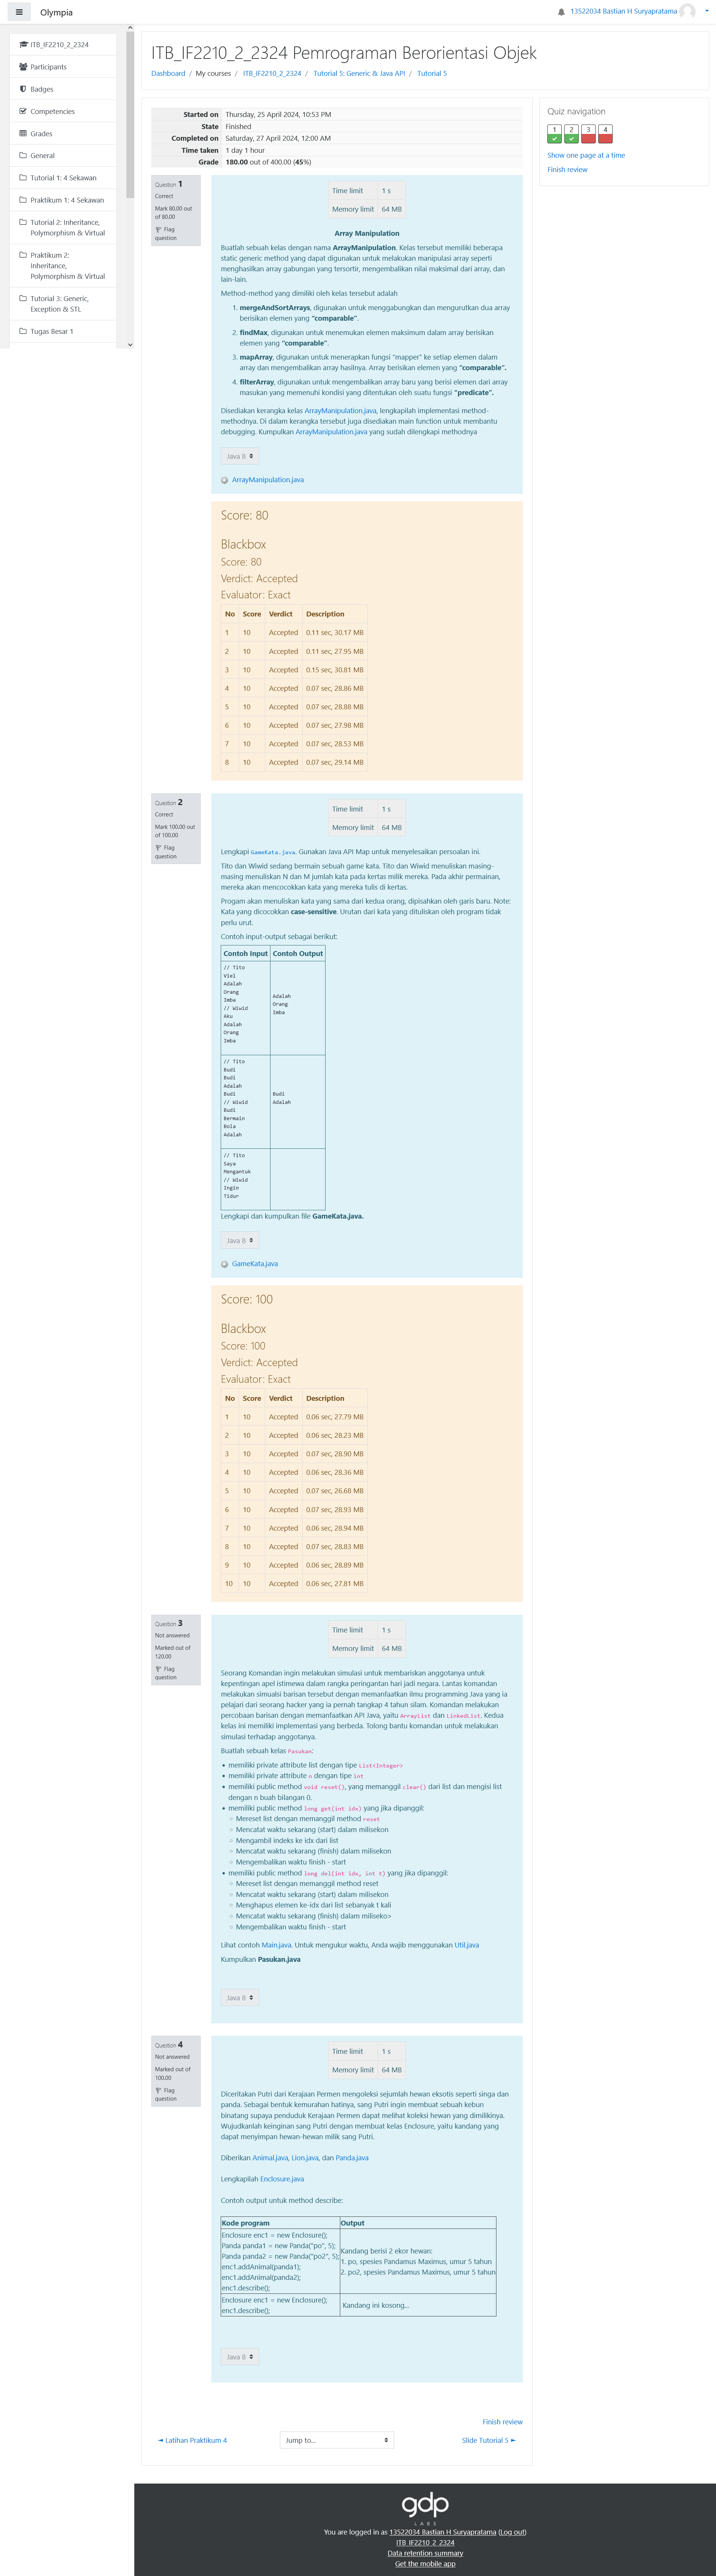 Olympia
13522034 Bastian H Suryapratama
ITB_IF2210_2_2324
Participants
Badges
Competencies
Grades
General
Tutorial 1: 4 Sekawan
Praktikum 1: 4 Sekawan
Tutorial 2: Inheritance,
Polymorphism & Virtual
Praktikum 2:
Inheritance,
Polymorphism & Virtual
Tutorial 3: Generic,
Exception & STL
Tugas Besar 1
ITB_IF2210_2_2324 Pemrograman Berorientasi Objek
Dashboard / My courses / ITB_IF2210_2_2324 / Tutorial 5: Generic & Java API / Tutorial 5
Started on Thursday, 25 April 2024, 10:53 PM
State Finished
Completed on Saturday, 27 April 2024, 12:00 AM
Time taken 1 day 1 hour
Grade 180.00 out of 400.00 (45%)
Quiz navigation
1 2 3 4
Show one page at a time
Finish review
Question 1
Correct
Mark 80,00 out
of 80,00
Flag
question
Time limit 1 s
Memory limit 64 MB
Array Manipulation
Buatlah sebuah kelas dengan nama ArrayManipulation. Kelas tersebut memiliki beberapa
static generic method yang dapat digunakan untuk melakukan manipulasi array seperti
menghasilkan array gabungan yang tersortir, mengembalikan nilai maksimal dari array, dan
lain-lain.
Method-method yang dimiliki oleh kelas tersebut adalah
1. mergeAndSortArrays, digunakan untuk menggabungkan dan mengurutkan dua array
berisikan elemen yang "comparable".
2. findMax, digunakan untuk menemukan elemen maksimum dalam array berisikan
elemen yang "comparable".
3. mapArray, digunakan untuk menerapkan fungsi "mapper" ke setiap elemen dalam
array dan mengembalikan array hasilnya. Array berisikan elemen yang "comparable".
4. filterArray, digunakan untuk mengembalikan array baru yang berisi elemen dari array
masukan yang memenuhi kondisi yang ditentukan oleh suatu fungsi "predicate".
Disediakan kerangka kelas ArrayManipulation.java, lengkapilah implementasi method-
methodnya. Di dalam kerangka tersebut juga disediakan main function untuk membantu
debugging. Kumpulkan ArrayManipulation.java yang sudah dilengkapi methodnya
Java 8
ArrayManipulation.java
Score: 80
Blackbox
Score: 80
Verdict: Accepted
Evaluator: Exact
No Score Verdict Description
1 10 Accepted 0.11 sec, 30.17 MB
2 10 Accepted 0.11 sec, 27.95 MB
3 10 Accepted 0.15 sec, 30.81 MB
4 10 Accepted 0.07 sec, 28.86 MB
5 10 Accepted 0.07 sec, 28.88 MB
6 10 Accepted 0.07 sec, 27.98 MB
7 10 Accepted 0.07 sec, 28.53 MB
8 10 Accepted 0.07 sec, 29.14 MB
Question 2
Correct
Mark 100,00 out
of 100,00
Flag
question
Time limit 1 s
Memory limit 64 MB
Lengkapi GameKata.java. Gunakan Java API Map untuk menyelesaikan persoalan ini.
Tito dan Wiwid sedang bermain sebuah game kata. Tito dan Wiwid menuliskan masing-
masing menuliskan N dan M jumlah kata pada kertas milik mereka. Pada akhir permainan,
mereka akan mencocokkan kata yang mereka tulis di kertas.
Progam akan menuliskan kata yang sama dari kedua orang, dipisahkan oleh garis baru. Note:
Kata yang dicocokkan case-sensitive. Urutan dari kata yang dituliskan oleh program tidak
perlu urut.
Contoh input-output sebagai berikut:
Contoh Input Contoh Output
// Tito
Viel
Adalah
Orang
Imba
// Wiwid
Aku
Adalah
Orang
Imba
Adalah
Orang
Imba
// Tito
Budi
Budi
Adalah
Budi
// Wiwid
Budi
Bermain
Bola
Adalah
Budi
Adalah
// Tito
Saya
Mengantuk
// Wiwid
Ingin
Tidur
Lengkapi dan kumpulkan file GameKata.java.
Java 8
GameKata.java
Score: 100
Blackbox
Score: 100
Verdict: Accepted
Evaluator: Exact
No Score Verdict Description
1 10 Accepted 0.06 sec, 27.79 MB
2 10 Accepted 0.06 sec, 28.23 MB
3 10 Accepted 0.07 sec, 28.90 MB
4 10 Accepted 0.06 sec, 28.36 MB
5 10 Accepted 0.07 sec, 26.68 MB
6 10 Accepted 0.07 sec, 28.93 MB
7 10 Accepted 0.06 sec, 28.94 MB
8 10 Accepted 0.07 sec, 28.83 MB
9 10 Accepted 0.06 sec, 28.89 MB
10 10 Accepted 0.06 sec, 27.81 MB
Question 3
Not answered
Marked out of
120,00
Flag
question
Time limit 1 s
Memory limit 64 MB
Seorang Komandan ingin melakukan simulasi untuk membariskan anggotanya untuk
kepentingan apel istimewa dalam rangka peringantan hari jadi negara. Lantas komandan
melakukan simualsi barisan tersebut dengan memanfaatkan ilmu programming Java yang ia
pelajari dari seorang hacker yang ia pernah tangkap 4 tahun silam. Komandan melakukan
percobaan barisan dengan memanfaatkan API Java, yaitu ArrayList dan LinkedList. Kedua
kelas ini memiliki implementasi yang berbeda. Tolong bantu komandan untuk melakukan
simulasi terhadap anggotanya.
Buatlah sebuah kelas Pasukan:
• memiliki private attribute list dengan tipe List<Integer>
• memiliki private attribute n dengan tipe int
• memiliki public method void reset(), yang memanggil clear() dari list dan mengisi list
dengan n buah bilangan 0.
• memiliki public method long get(int idx) yang jika dipanggil:
Mereset list dengan memanggil method reset
Mencatat waktu sekarang (start) dalam milisekon
Mengambil indeks ke idx dari list
Mencatat waktu sekarang (finish) dalam milisekon
Mengembalikan waktu finish - start
• memiliki public method long del(int idx, int t) yang jika dipanggil:
Mereset list dengan memanggil method reset
Mencatat waktu sekarang (start) dalam milisekon
Menghapus elemen ke-idx dari list sebanyak t kali
Mencatat waktu sekarang (finish) dalam miliseko>
Mengembalikan waktu finish - start
Lihat contoh Main.java. Untuk mengukur waktu, Anda wajib menggunakan Util.java
Kumpulkan Pasukan.java
Java 8
Question 4
Not answered
Marked out of
100,00
Flag
question
Time limit 1 s
Memory limit 64 MB
Diceritakan Putri dari Kerajaan Permen mengoleksi sejumlah hewan eksotis seperti singa dan
panda. Sebagai bentuk kemurahan hatinya, sang Putri ingin membuat sebuah kebun
binatang supaya penduduk Kerajaan Permen dapat melihat koleksi hewan yang dimilikinya.
Wujudkanlah keinginan sang Putri dengan membuat kelas Enclosure, yaitu kandang yang
dapat menyimpan hewan-hewan milik sang Putri.
Diberikan Animal.java, Lion.java, dan Panda.java
Lengkapilah Enclosure.java
Contoh output untuk method describe:
Kode program Output
Enclosure enc1 = new Enclosure();
Panda panda1 = new Panda("po", 5);
Panda panda2 = new Panda("po2", 5);
enc1.addAnimal(panda1);
enc1.addAnimal(panda2);
enc1.describe();
Kandang berisi 2 ekor hewan:
1. po, spesies Pandamus Maximus, umur 5 tahun
2. po2, spesies Pandamus Maximus, umur 5 tahun
Enclosure enc1 = new Enclosure();
enc1.describe();
Kandang ini kosong...
Java 8
Finish review
◄ Latihan Praktikum 4
Jump to...
Slide Tutorial 5 ►
gdp
LABS
You are logged in as 13522034 Bastian H Suryapratama (Log out)
ITB_IF2210_2_2324
Data retention summary
Get the mobile app